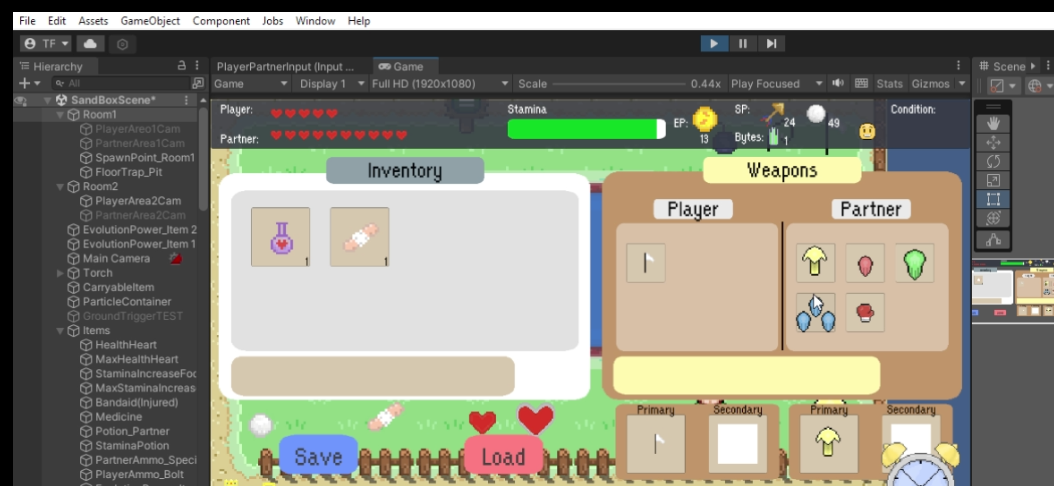 File Edit Assets GameObject Component Jobs Window Help
TF
Hierarchy
PlayerPartnerInput (Input ...
Game
Scene
All
Game Display 1 Full HD (1920x1080) Scale 0.44x Play Focused Stats Gizmos
SandBoxScene*
Room1
PlayerAreo1Cam
PartnerArea1Cam
SpawnPoint_Room1
FloorTrap_Pit
Room2
PlayerArea2Cam
PartnerArea2Cam
EvolutionPower_Item 2
EvolutionPower_Item 1
Main Camera
Torch
CarryableItem
ParticleContainer
GroundTriggerTEST
Items
HealthHeart
MaxHealthHeart
StaminaIncreaseFoo
MaxStaminaIncreas
Bandaid(Injured)
Medicine
Potion_Partner
StaminaPotion
PartnerAmmo_Speci
PlayerAmmo_Bolt
Player:
Partner:
Stamina
EP:
13
SP:
24
49
Bytes:
1
Condition:
Inventory
1
1
Save
Load
Weapons
Player
Partner
Primary Secondary Primary Secondary